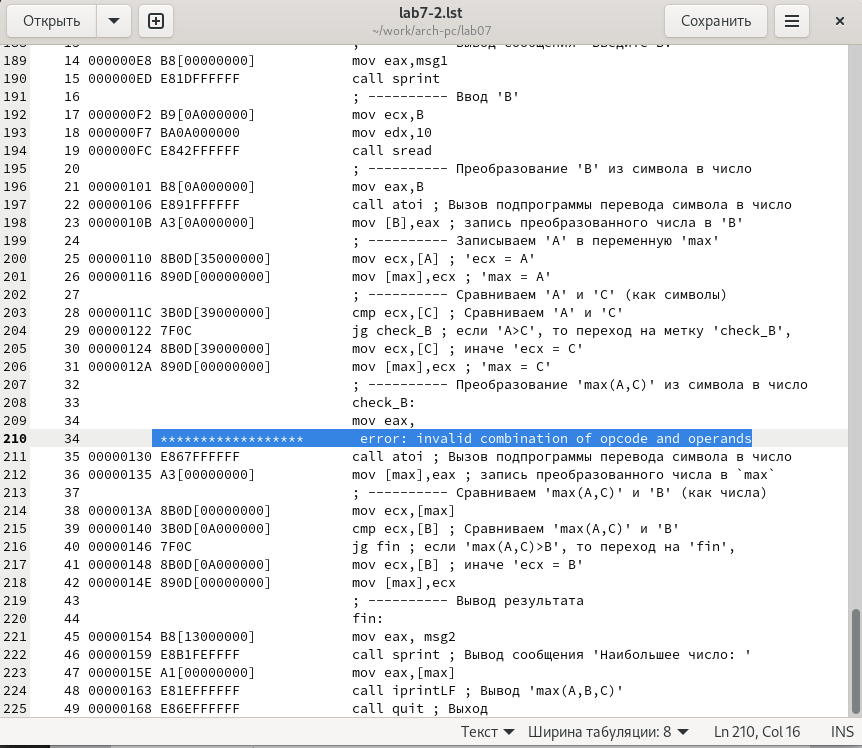 Открыть
lab7-2.lst
~/work/arch-pc/lab07
Сохранить
189 14 000000E8 B8[00000000] mov eax,msg1
190 15 000000ED E81DFFFFFF call sprint
191 16 ; ---------- Ввод 'B'
192 17 000000F2 B9[0A000000] mov ecx,B
193 18 000000F7 BA0A000000 mov edx,10
194 19 000000FC E842FFFFFF call sread
195 20 ; ---------- Преобразование 'B' из символа в число
196 21 00000101 B8[0A000000] mov eax,B
197 22 00000106 E891FFFFFF call atoi ; Вызов подпрограммы перевода символа в число
198 23 0000010B A3[0A000000] mov [B],eax ; запись преобразованного числа в 'B'
199 24 ; ---------- Записываем 'A' в переменную 'max'
200 25 00000110 8B0D[35000000] mov ecx,[A] ; 'ecx = A'
201 26 00000116 890D[00000000] mov [max],ecx ; 'max = A'
202 27 ; ---------- Сравниваем 'A' и 'С' (как символы)
203 28 0000011C 3B0D[39000000] cmp ecx,[C] ; Сравниваем 'A' и 'С'
204 29 00000122 7F0C jg check_B ; если 'A>C', то переход на метку 'check_B',
205 30 00000124 8B0D[39000000] mov ecx,[C] ; иначе 'ecx = C'
206 31 0000012A 890D[00000000] mov [max],ecx ; 'max = C'
207 32 ; ---------- Преобразование 'max(A,C)' из символа в число
208 33 check_B:
209 34 mov eax,
210 34 ****************** error: invalid combination of opcode and operands
211 35 00000130 E867FFFFFF call atoi ; Вызов подпрограммы перевода символа в число
212 36 00000135 A3[00000000] mov [max],eax ; запись преобразованного числа в `max`
213 37 ; ---------- Сравниваем 'max(A,C)' и 'B' (как числа)
214 38 0000013A 8B0D[00000000] mov ecx,[max]
215 39 00000140 3B0D[0A000000] cmp ecx,[B] ; Сравниваем 'max(A,C)' и 'B'
216 40 00000146 7F0C jg fin ; если 'max(A,C)>B', то переход на 'fin',
217 41 00000148 8B0D[0A000000] mov ecx,[B] ; иначе 'ecx = B'
218 42 0000014E 890D[00000000] mov [max],ecx
219 43 ; ---------- Вывод результата
220 44 fin:
221 45 00000154 B8[13000000] mov eax, msg2
222 46 00000159 E8B1FEFFFF call sprint ; Вывод сообщения 'Наибольшее число: '
223 47 0000015E A1[00000000] mov eax,[max]
224 48 00000163 E81EFFFFFF call iprintLF ; Вывод 'max(A,B,C)'
225 49 00000168 E86EFFFFFF call quit ; Выход
Текст Ширина табуляции: 8 Ln 210, Col 16 INS